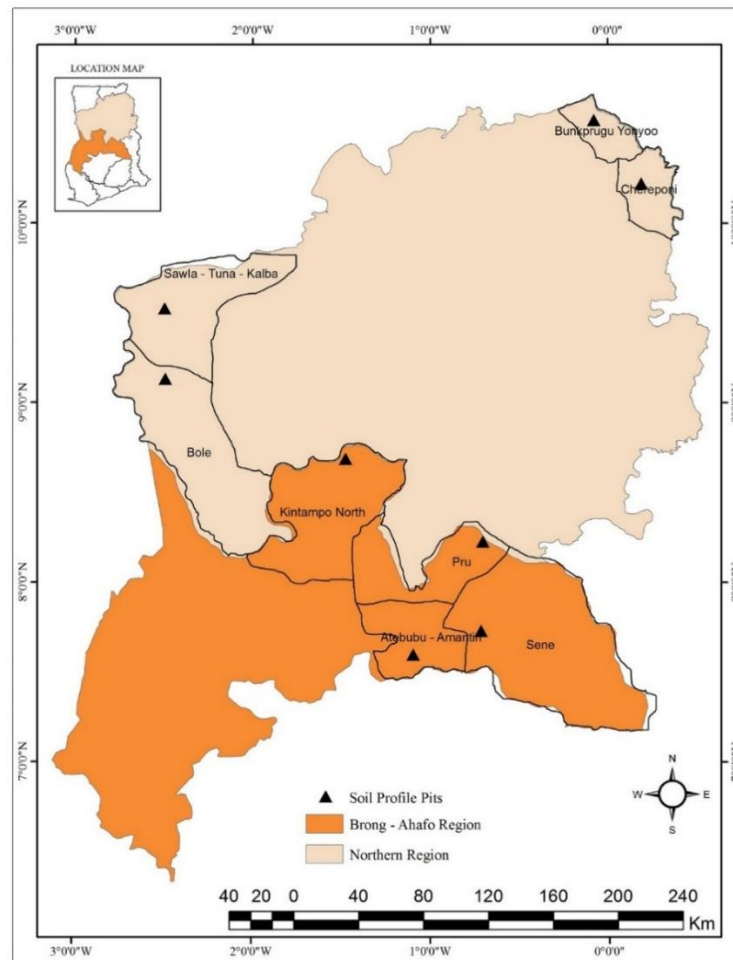 3°0'0"W 2°0'0"W 1°0'0"W 0°0'0"
LOCATION MAP
Bunkprugu Yonyoo
Chereponi
10°0'0"N
Sawla - Tuna - Kalba
9°0'0"N
Bole
Kintampo North
Pru
8°0'0"N
Atebubu - Amantin
Sene
7°0'0"N
N
W E
S
Soil Profile Pits
Brong - Ahafo Region
Northern Region
40 20 0 40 80 120 160 200 240
Km
3°0'0"W 2°0'0"W 1°0'0"W 0°0'0"